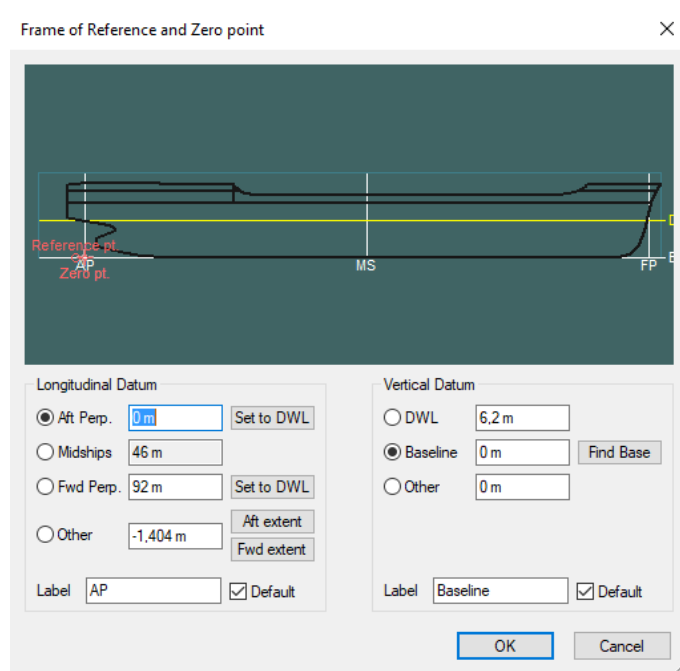 Frame of Reference and Zero point
D
Reference pt.
AP
MS
FP
B
Zero pt.
Longitudinal Datum
Aft Perp. 0 m Set to DWL
Midships 46 m
Fwd Perp. 92 m Set to DWL
Aft extent
Other -1,404 m
Fwd extent
Label AP Default
Vertical Datum
DWL 6,2 m
Baseline 0 m Find Base
Other 0 m
Label Baseline Default
OK Cancel